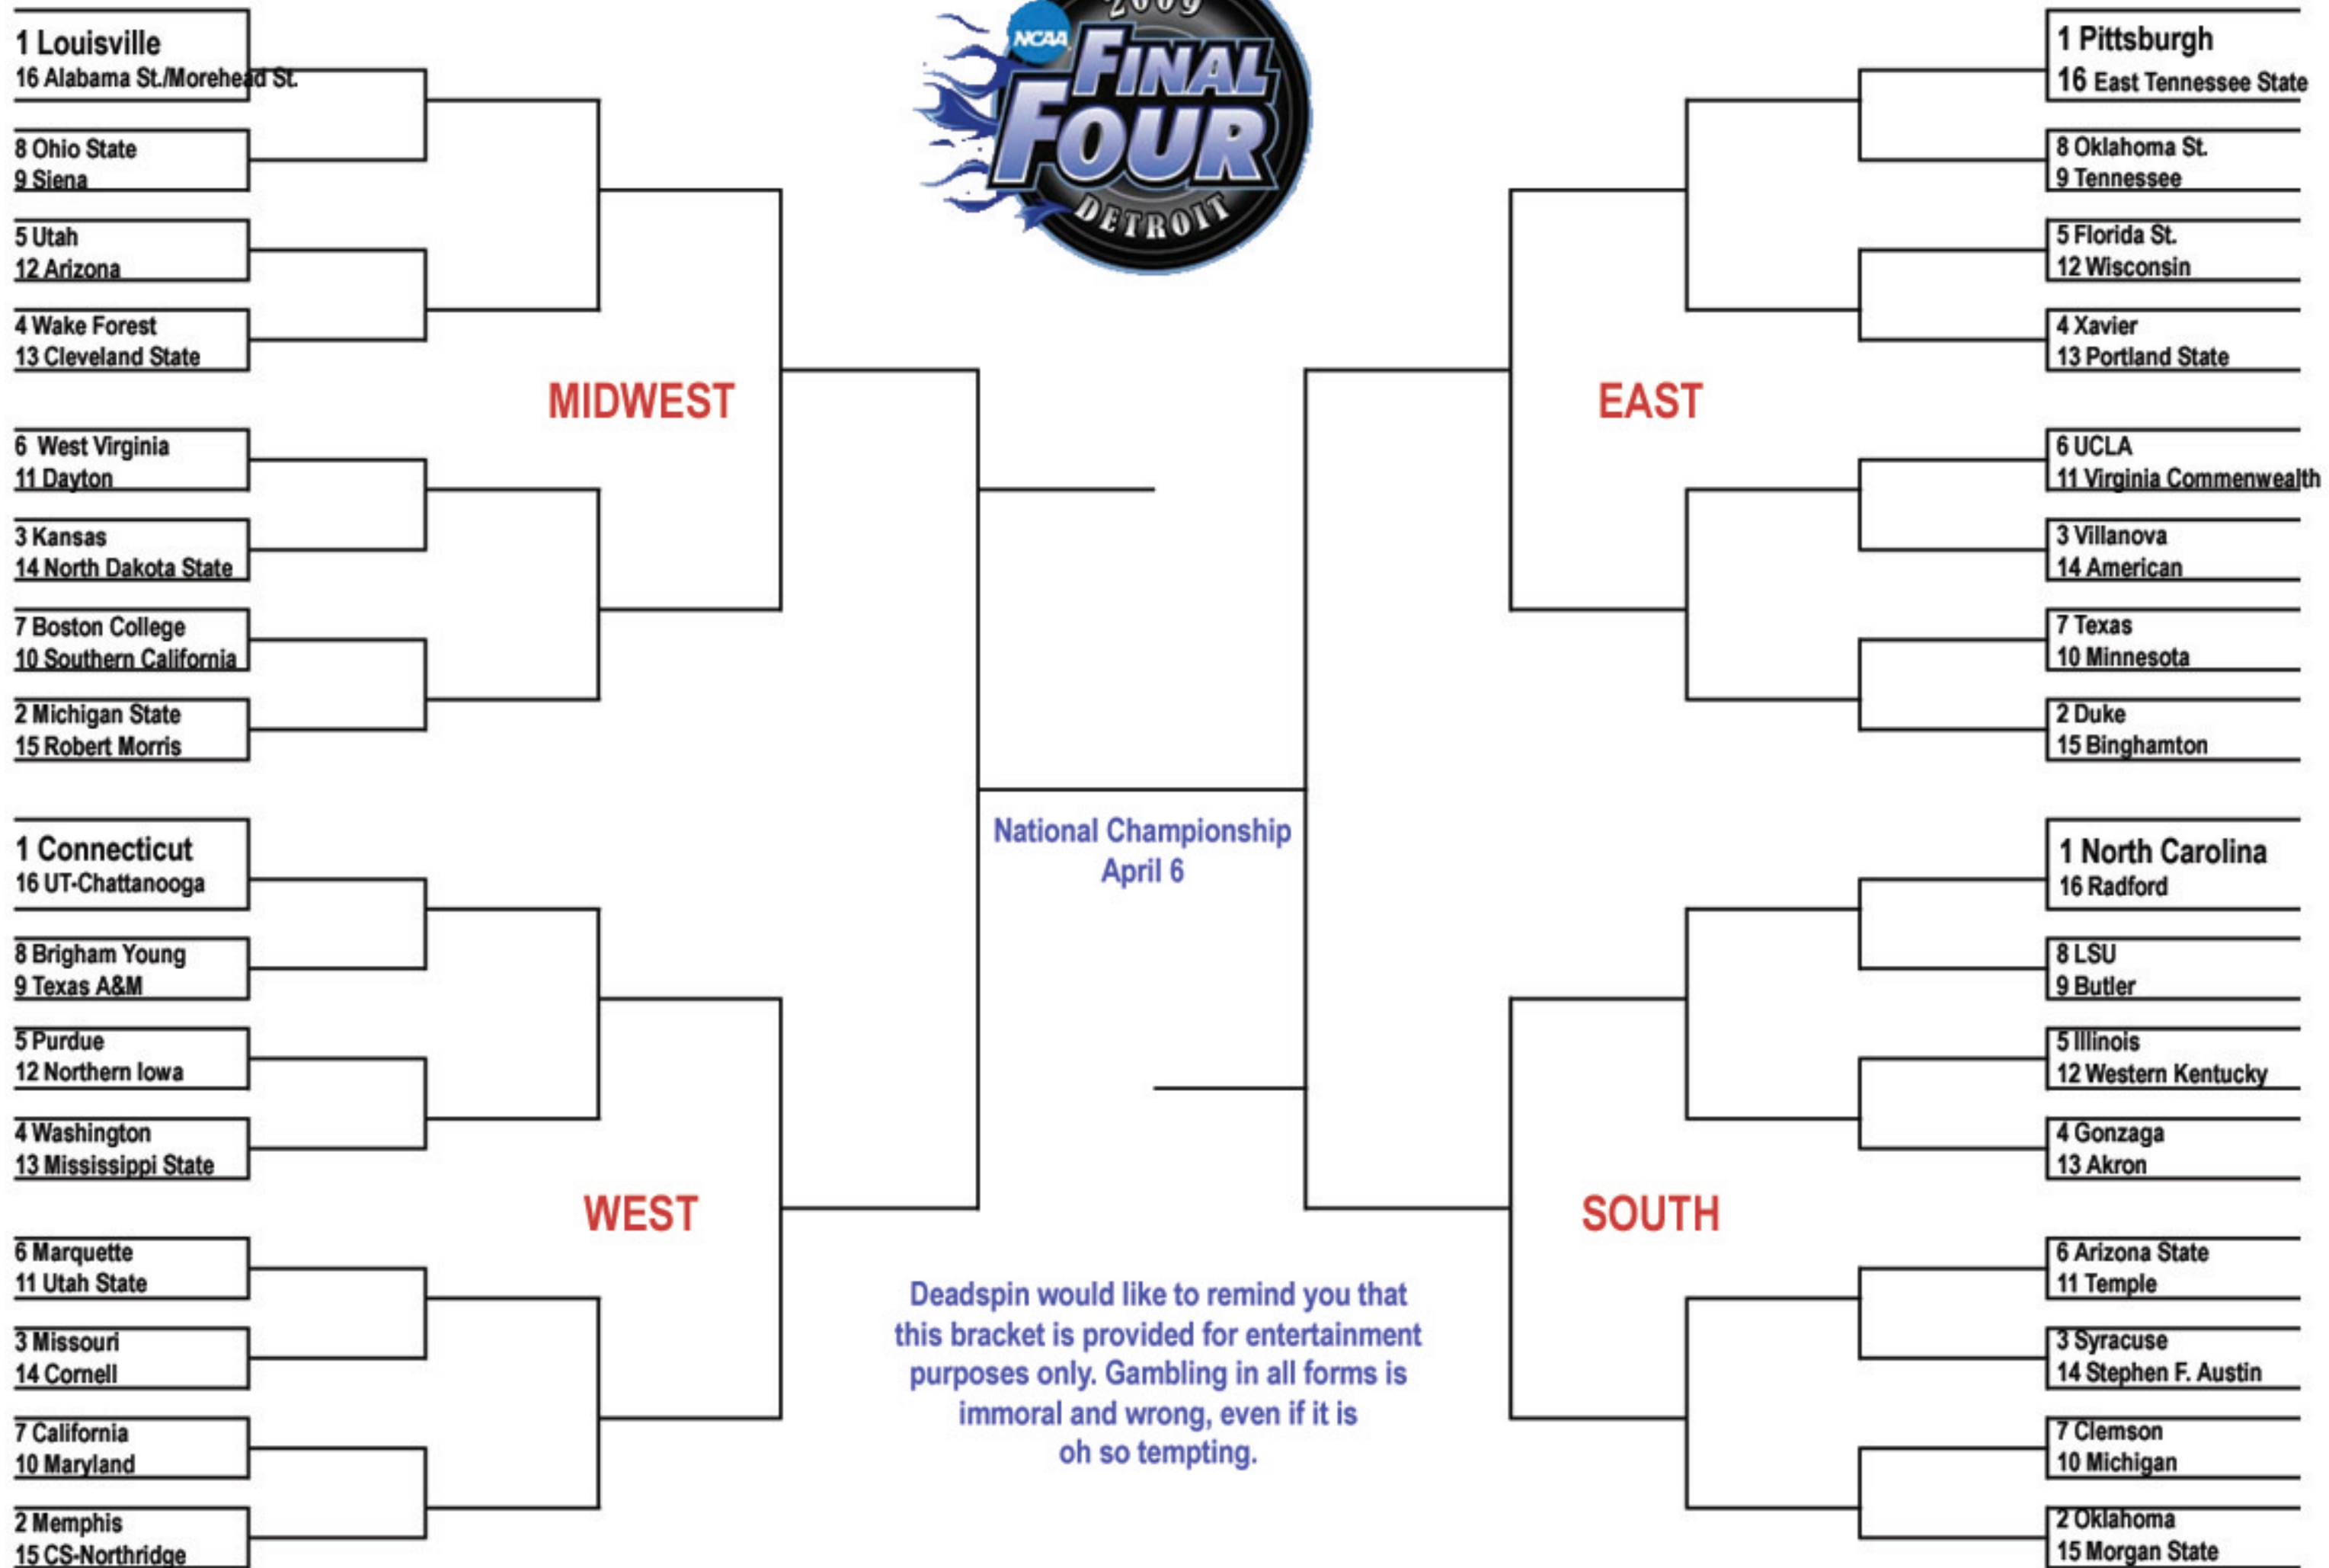 1 Louisville
16 Alabama St./Morehead St.
8 Ohio State
9 Siena
5 Utah
12 Arizona
4 Wake Forest
13 Cleveland State
MIDWEST
6 West Virginia
11 Dayton
3 Kansas
14 North Dakota State
7 Boston College
10 Southern California
2 Michigan State
15 Robert Morris
1 Connecticut
16 UT-Chattanooga
8 Brigham Young
9 Texas A&M
5 Purdue
12 Northern Iowa
4 Washington
13 Mississippi State
WEST
6 Marquette
11 Utah State
3 Missouri
14 Cornell
7 California
10 Maryland
2 Memphis
15 CS-Northridge
2009
NCAA
FINAL
FOUR
DETROIT
National Championship
April 6
Deadspin would like to remind you that
this bracket is provided for entertainment
purposes only. Gambling in all forms is
immoral and wrong, even if it is
oh so tempting.
1 Pittsburgh
16 East Tennessee State
8 Oklahoma St.
9 Tennessee
5 Florida St.
12 Wisconsin
4 Xavier
13 Portland State
EAST
6 UCLA
11 Virginia Commonwealth
3 Villanova
14 American
7 Texas
10 Minnesota
2 Duke
15 Binghamton
1 North Carolina
16 Radford
8 LSU
9 Butler
5 Illinois
12 Western Kentucky
4 Gonzaga
13 Akron
SOUTH
6 Arizona State
11 Temple
3 Syracuse
14 Stephen F. Austin
7 Clemson
10 Michigan
2 Oklahoma
15 Morgan State